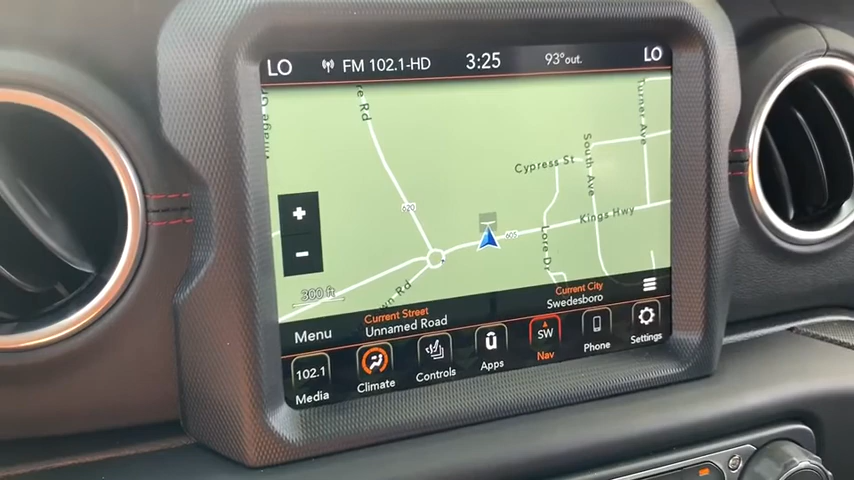 LO FM 102.1-HD 3:25 93°out. LO
Turner Ave
South Ave
Cypress St
620
Kings Hwy
605
Lore Dr
300 ft
Current Street
Unnamed Road
Current City
Swedesboro
Menu
102.1
SW
Media
Climate
Controls
Apps
Nav
Phone
Settings